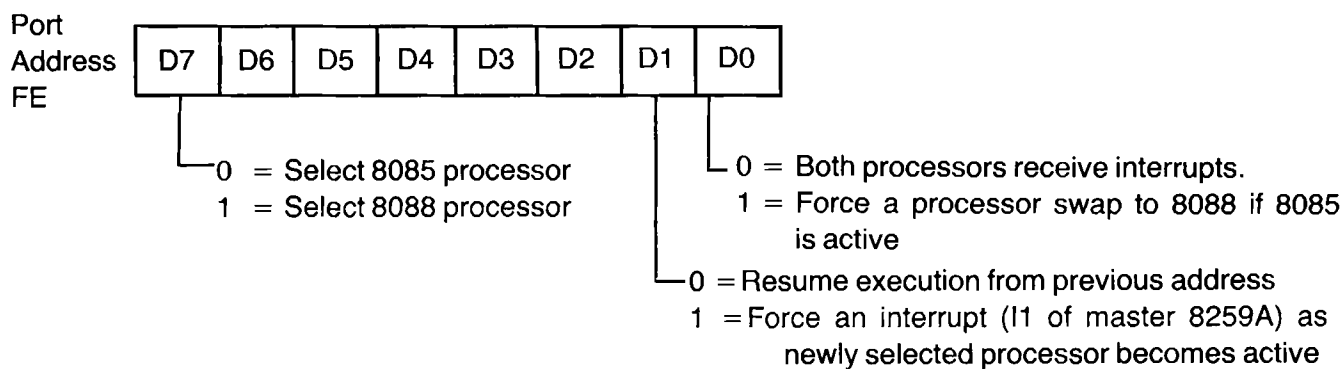 Port
Address
FE
D7 D6 D5 D4 D3 D2 D1 D0
0 = Select 8085 processor
1 = Select 8088 processor
0 = Both processors receive interrupts.
1 = Force a processor swap to 8088 if 8085
is active
0 = Resume execution from previous address
1 = Force an interrupt (I1 of master 8259A) as
newly selected processor becomes active